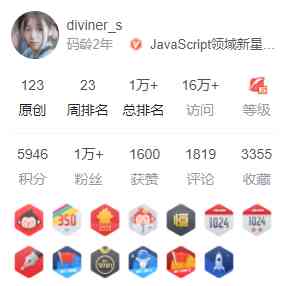 diviner_s
码龄2年 JavaScript领域新星...
123 23 1万+ 16万+
原创 周排名 总排名 访问 等级
5946 1万+ 1600 1819 3355
积分 粉丝 获赞 评论 收藏
350 恒 1024 1024